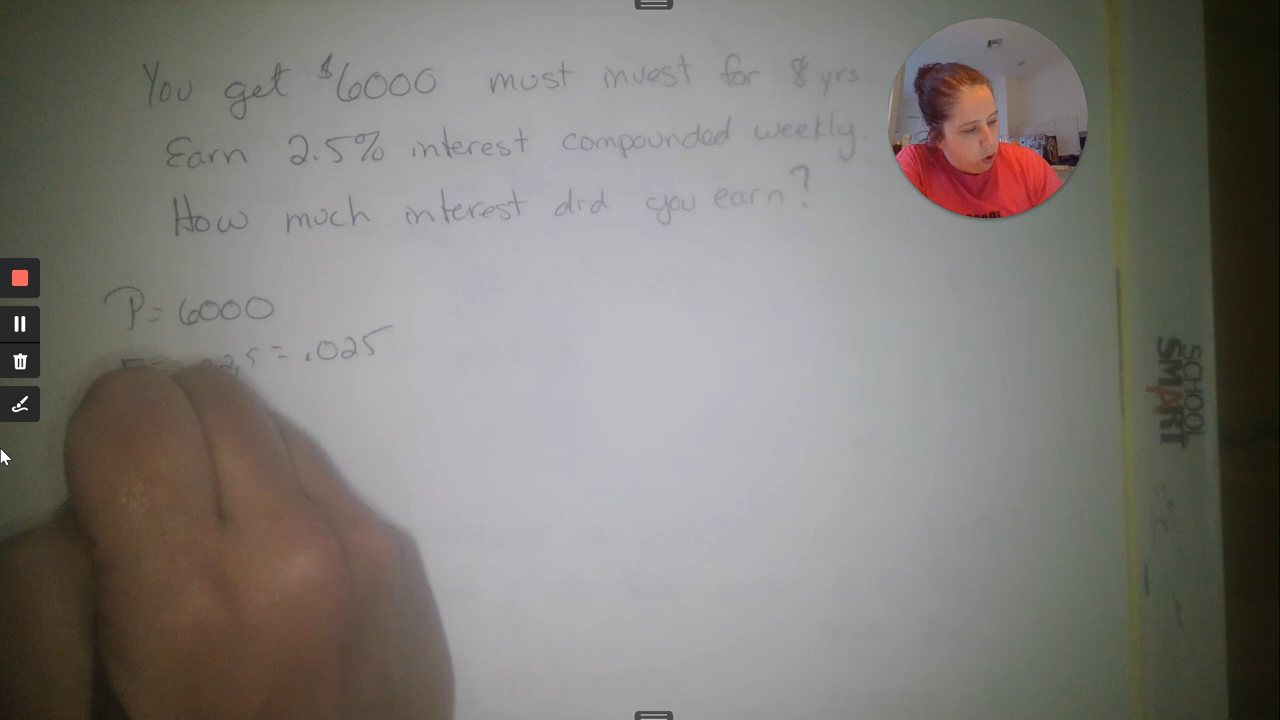 You get $6000 must invest for 8 yrs.
Earn 2.5% interest compounded weekly.
How much interest did you earn?
P = 6000
= .025
SCHOOL
SMART